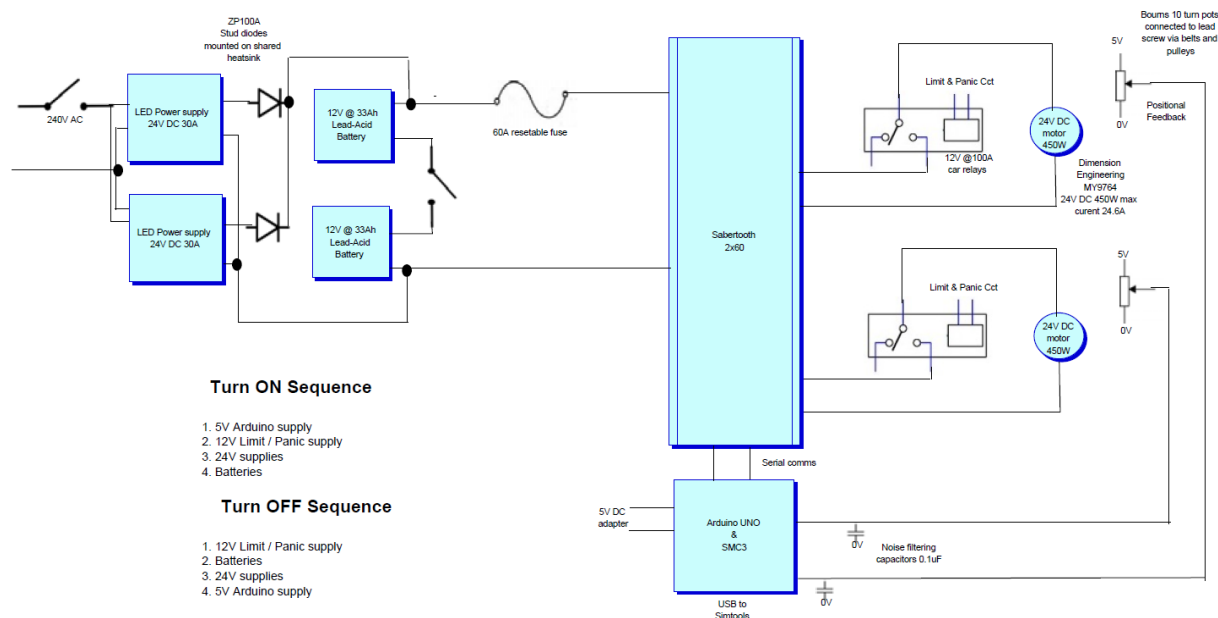 ZP100A
Stud diodes
mounted on shared
heatsink
240V AC
LED Power supply
24V DC 30A
LED Power supply
24V DC 30A
12V @ 33Ah
Lead-Acid
Battery
12V @ 33Ah
Lead-Acid
Battery
60A resetable fuse
Sabertooth
2x60
Limit & Panic Cct
12V @100A
car relays
24V DC
motor
450W
Bourns 10 turn pots
connected to lead
screw via belts and
pulleys
5V
0V
Positional
Feedback
Dimension
Engineering
MY9764
24V DC 450W max
curent 24.6A
Limit & Panic Cct
24V DC
motor
450W
5V
0V
Turn ON Sequence
1. 5V Arduino supply
2. 12V Limit / Panic supply
3. 24V supplies
4. Batteries
Turn OFF Sequence
1. 12V Limit / Panic supply
2. Batteries
3. 24V supplies
4. 5V Arduino supply
Serial comms
5V DC
adapter
Arduino UNO
&
SMC3
0V
Noise filtering
capacitors 0.1uF
0V
USB to
Simtools